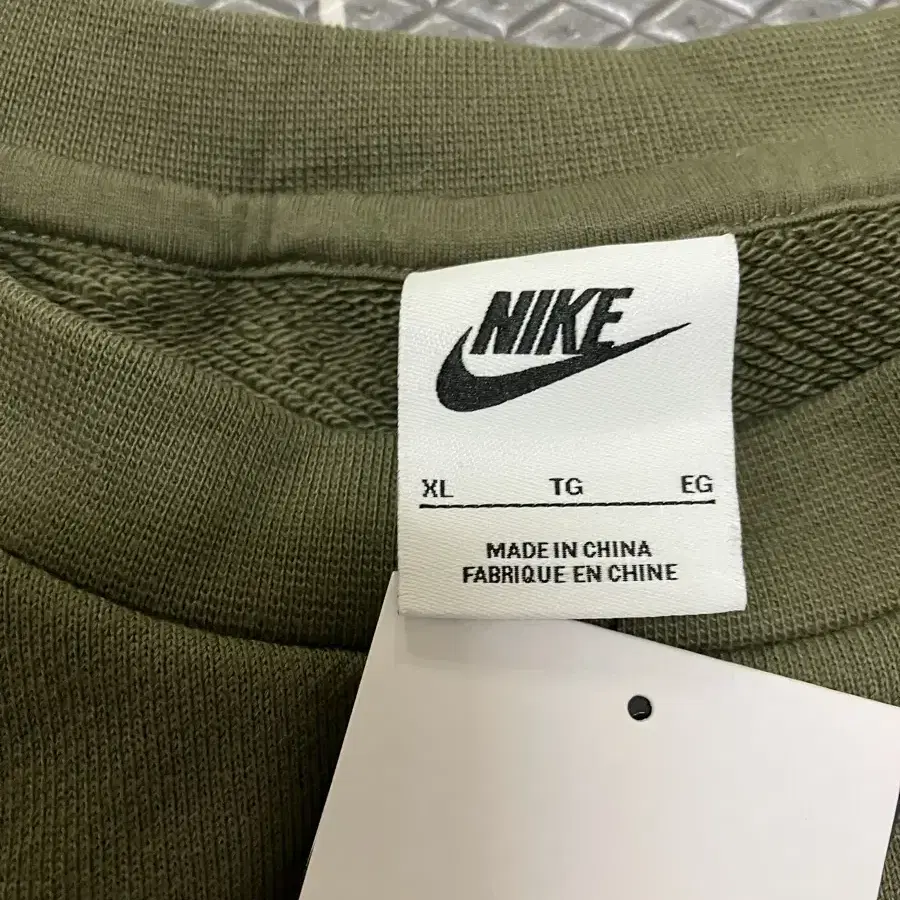 NIKE
XL TG EG
MADE IN CHINA
FABRIQUE EN CHINE